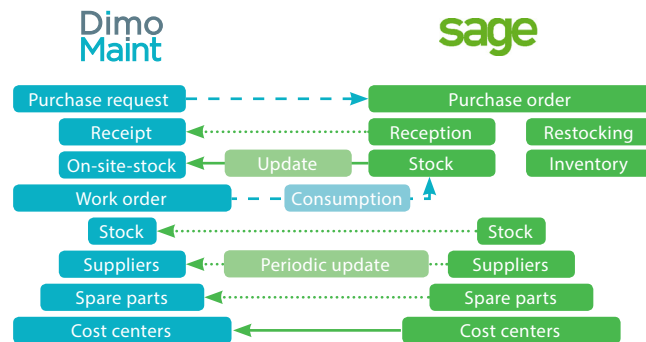 Dimo
Maint
sage
Purchase request
Purchase order
Receipt
Reception
Restocking
On-site-stock
Update
Stock
Inventory
Work order
Consumption
Stock
Stock
Suppliers
Periodic update
Suppliers
Spare parts
Spare parts
Cost centers
Cost centers